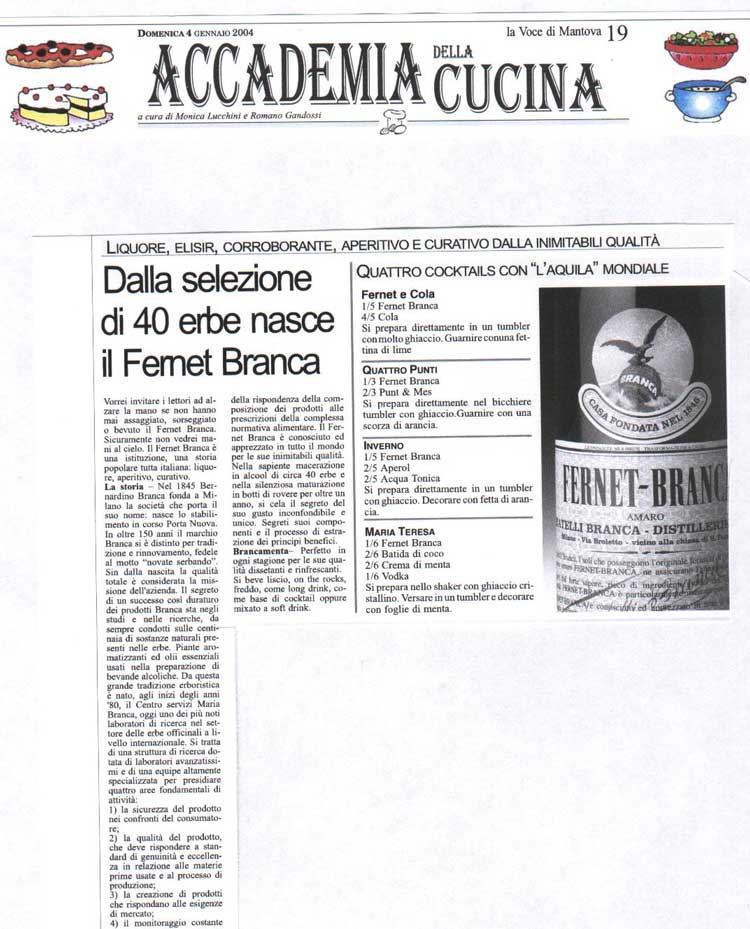 DOMENICA 4 GENNAIO 2004
la Voce di Mantova 19
ACCADEMIA DELLA CUCINA
a cura di Monica Lucchini e Romano Gandossi
LIQUORE, ELISIR, CORROBORANTE, APERITIVO E CURATIVO DALLA INIMITABILI QUALITÀ
Dalla selezione
di 40 erbe nasce
il Fernet Branca
Vorrei invitare i lettori ad al-
zare la mano se non hanno
mai assaggiato, sorseggiato
o bevuto il Fernet Branca.
Sicuramente non vedrei ma-
ni al cielo. Il Fernet Branca
è una istituzione, una storia
popolare tutta italiana: liquo-
re, aperitivo, curativo.
La storia – Nel 1845 Ber-
nardino Branca fonda a Mi-
lano la società che porta il
suo nome: nasce lo stabili-
mento in corso Porta Nuova.
In oltre 150 anni il marchio
Branca si è distinto per tradi-
zione e rinnovamento, fedele
al motto “novate serbando”.
Sin dalla nascita la qualità
totale è considerata la mis-
sione dell'azienda. Il segreto
di un successo così duraturo
dei prodotti Branca sta negli
studi e nelle ricerche, da
sempre condotti sulle centi-
naia di sostanze naturali pre-
senti nelle erbe. Piante aro-
matizzanti ed olii essenziali
usati nella preparazione di
bevande alcoliche. Da questa
grande tradizione erboristica
è nato, agli inizi degli anni
'80, il Centro servizi Maria
Branca, oggi uno dei più noti
laboratori di ricerca nel set-
tore delle erbe officinali a li-
vello internazionale. Si tratta
di una struttura di ricerca do-
tata di laboratori avanzatissi-
mi e di una equipe altamente
specializzata per presidiare
quattro aree fondamentali di
attività:
1) la sicurezza del prodotto
nei confronti del consumato-
re;
2) la qualità del prodotto,
che deve rispondere a stan-
dard di genuinità e eccellenza
in relazione alle materie
prime usate e al processo di
produzione;
3) la creazione di prodotti
che rispondano alle esigenze
di mercato;
4) il monitoraggio costante
della rispondenza della com-
posizione dei prodotti alle
prescrizioni della complessa
normativa alimentare. Il Fer-
net Branca è conosciuto ed
apprezzato in tutto il mondo
per le sue inimitabili qualità.
Nella sapiente macerazione
in alcool di circa 40 erbe e
nella silenziosa maturazione
in botti di rovere per oltre un
anno, si cela il segreto del
suo gusto inconfondibile e
unico. Segreti suoi compo-
nenti e il processo di estra-
zione dei principi benefici.
Brancamenta– Perfetto in
ogni stagione per le sue qua-
lità dissetanti e rinfrescanti.
Si beve liscio, on the rocks,
freddo, come long drink, co-
me base di cocktail oppure
mixato a soft drink.
QUATTRO COCKTAILS CON “L'AQUILA” MONDIALE
Fernet e Cola
1/5 Fernet Branca
4/5 Cola
Si prepara direttamente in un tumbler
con molto ghiaccio. Guarnire conuna fet-
tina di lime
QUATTRO PUNTI
1/3 Fernet Branca
2/3 Punt & Mes
Si prepara direttamente nel bicchiere
tumbler con ghiaccio.Guarnire con una
scorza di arancia.
INVERNO
1/5 Fernet Branca
2/5 Aperol
2/5 Acqua Tonica
Si prepara direttamente in un tumbler
con ghiaccio. Decorare con fetta di aran-
cia.
MARIA TERESA
1/6 Fernet Branca
2/6 Batida di coco
2/6 Crema di menta
1/6 Vodka
Si prepara nello shaker con ghiaccio cri-
stallino. Versare in un tumbler e decorare
con foglie di menta.
BRANCA
CASA FONDATA NEL 1845
FERNET-BRANC
AMARO
ATELLI BRANCA - DISTILLERI
Milano - Via Broletto - vicino alla chiesa di